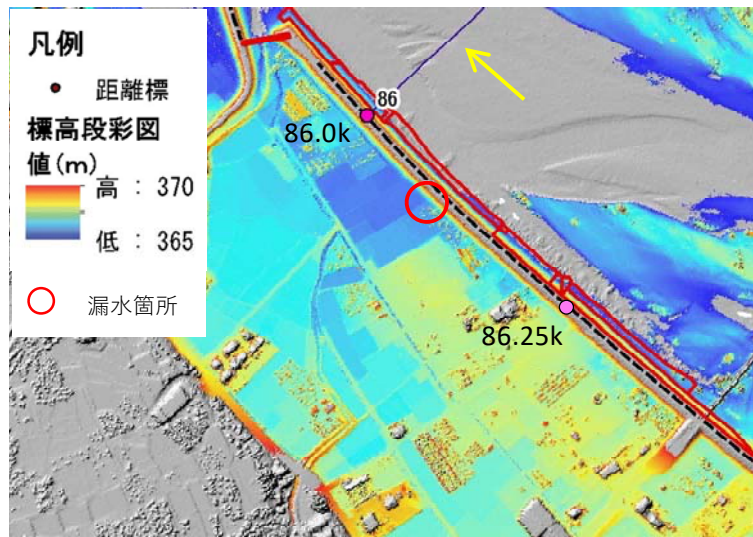 凡例
距離標
標高段彩図
値(m)
高 : 370
低 : 365
漏水箇所
86
86.0k
86.25k